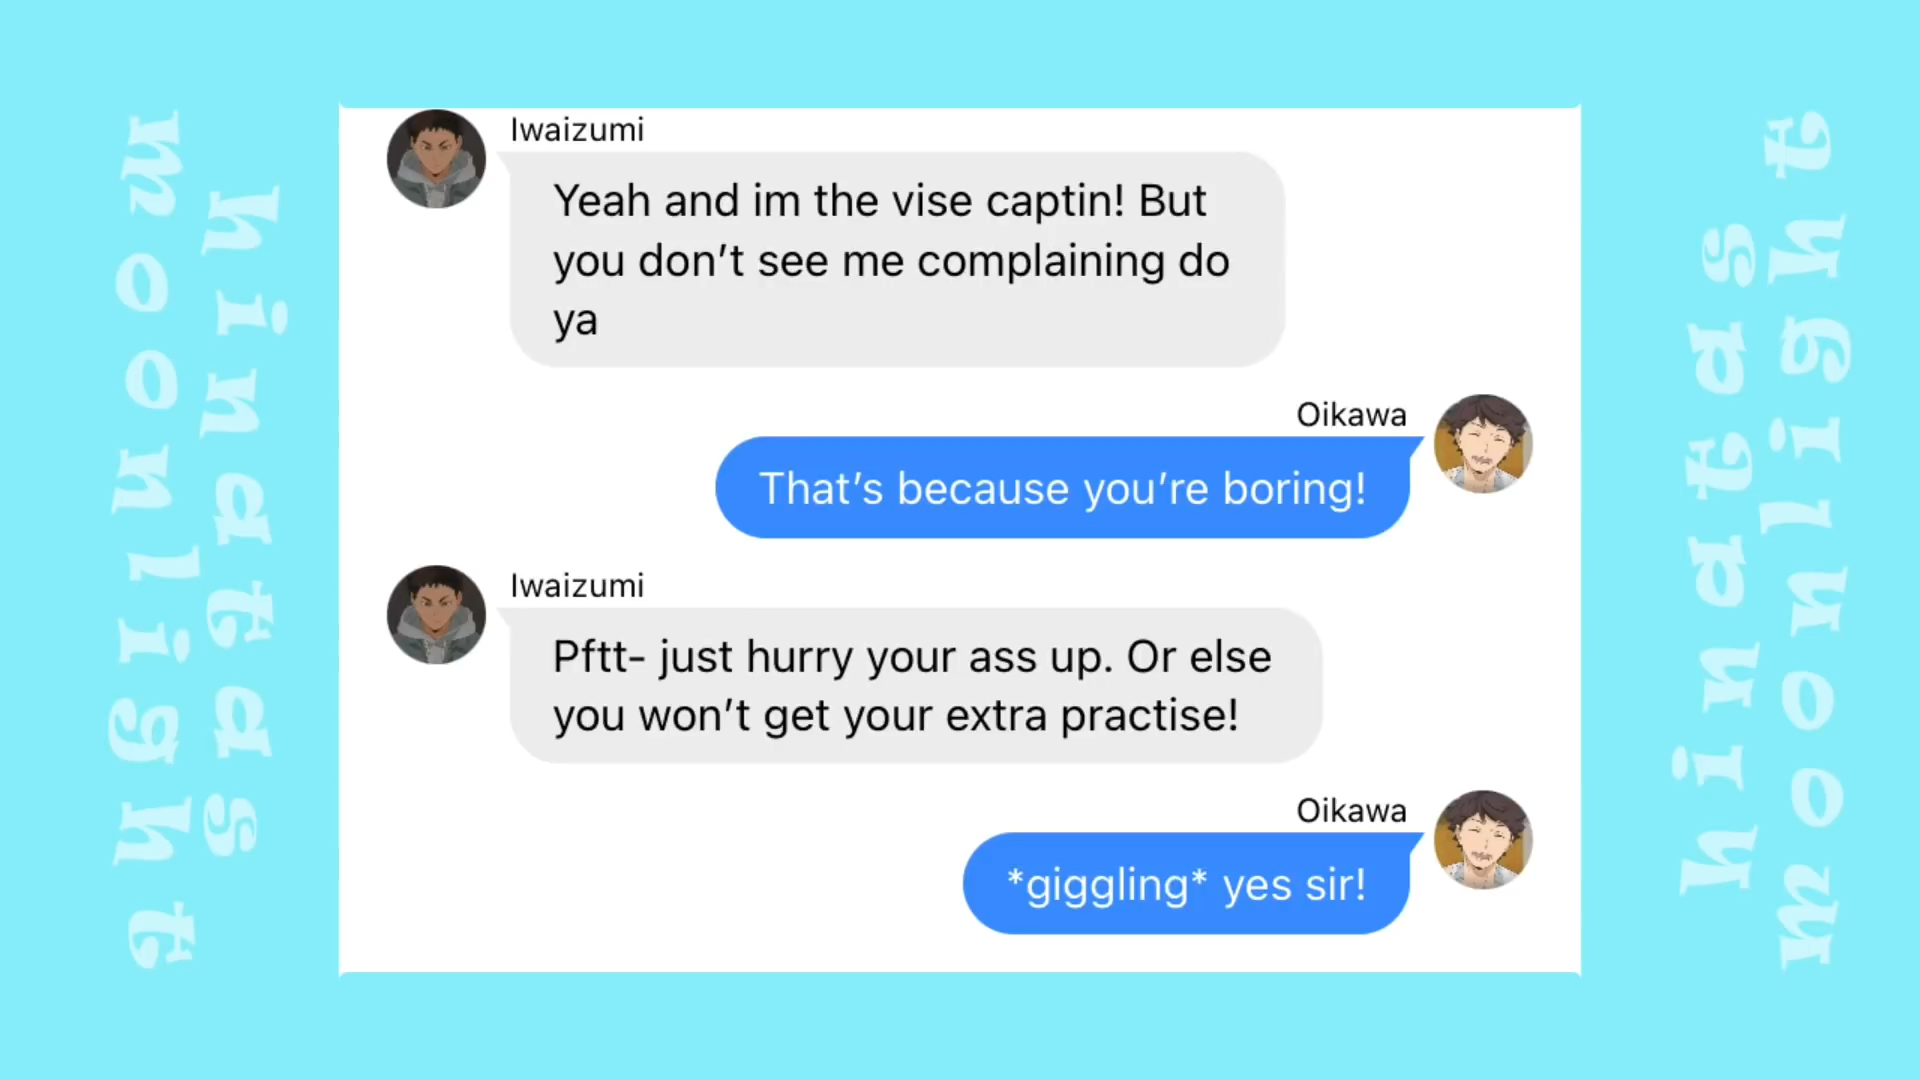 Iwaizumi
Yeah and im the vise captin! But
you don’t see me complaining do
ya
Oikawa
That’s because you’re boring!
Iwaizumi
Pftt- just hurry your ass up. Or else
you won’t get your extra practise!
Oikawa
*giggling* yes sir!
hinatas
moonlight
hinatas
moonlight